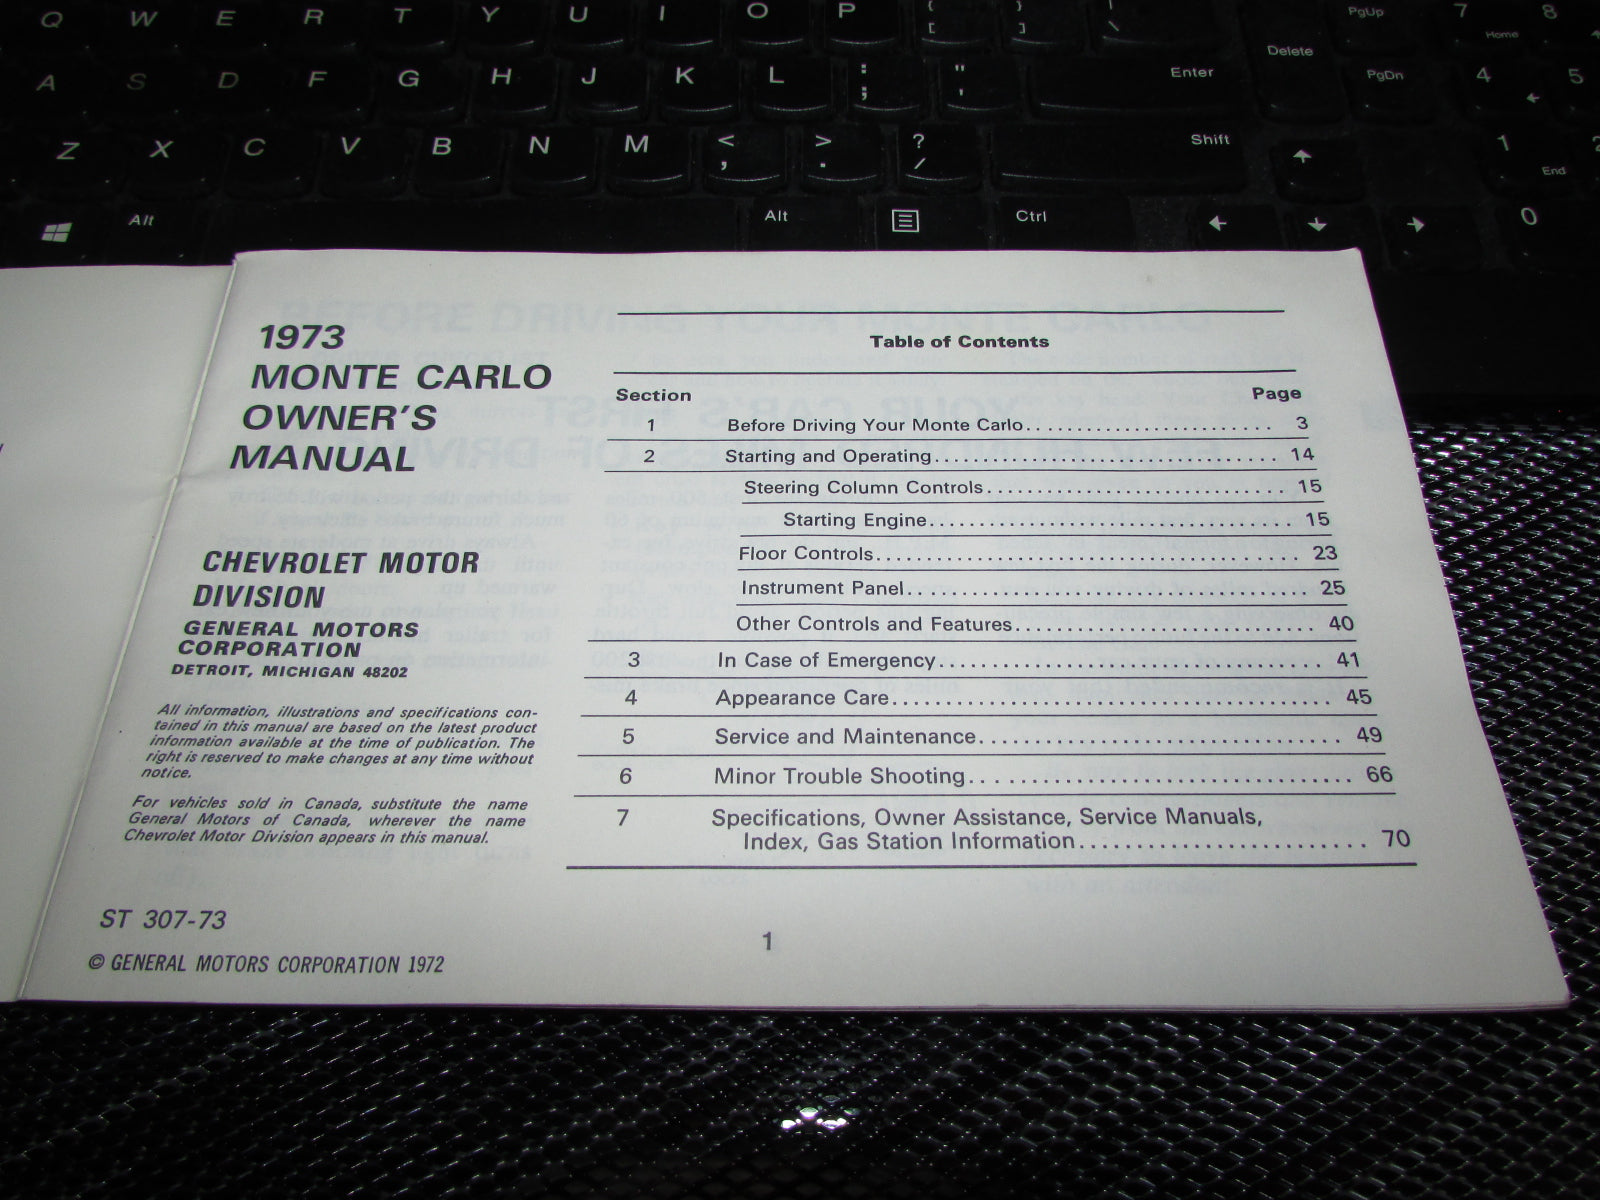 Q W E R T Y U I O P { [ } ] | \ Delete PgUp 7 Home 8
A S D F G H J K L : ; " ' Enter PgDn 4 5
Z X C V B N M < , > . ? / Shift 1 End
Alt Alt Ctrl 0
1973
MONTE CARLO
OWNER'S
MANUAL
CHEVROLET MOTOR
DIVISION
GENERAL MOTORS
CORPORATION
DETROIT, MICHIGAN 48202
All information, illustrations and specifications con-
tained in this manual are based on the latest product
information available at the time of publication. The
right is reserved to make changes at any time without
notice.
For vehicles sold in Canada, substitute the name
General Motors of Canada, wherever the name
Chevrolet Motor Division appears in this manual.
ST 307-73
© GENERAL MOTORS CORPORATION 1972
Table of Contents
Section Page
1 Before Driving Your Monte Carlo........................ 3
2 Starting and Operating.............................. 14
Steering Column Controls.......................... 15
Starting Engine.............................. 15
Floor Controls.................................. 23
Instrument Panel................................ 25
Other Controls and Features........................ 40
3 In Case of Emergency.............................. 41
4 Appearance Care.................................. 45
5 Service and Maintenance............................ 49
6 Minor Trouble Shooting............................. 66
7 Specifications, Owner Assistance, Service Manuals,
Index, Gas Station Information........................ 70
1